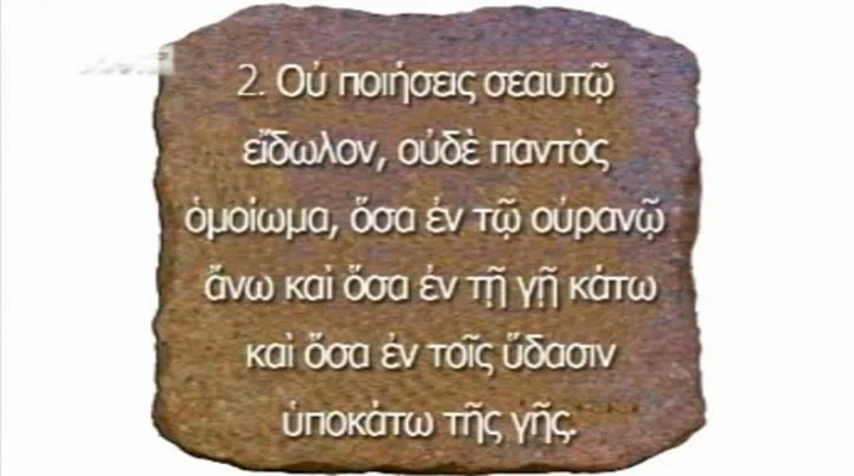 2. Οὐ ποιήσεις σεαυτῷ
εἴδωλον, οὐδὲ παντὸς
ὁμοίωμα, ὅσα ἐν τῷ οὐρανῷ
ἄνω καὶ ὅσα ἐν τῇ γῇ κάτω
καὶ ὅσα ἐν τοῖς ὕδασιν
ὑποκάτω τῆς γῆς.